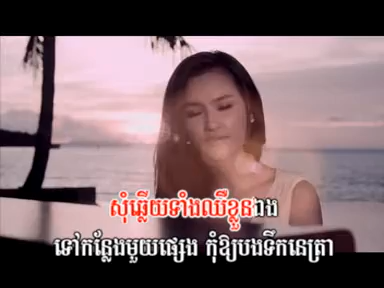 សុំឆ្លើយទាំងឈឺខ្លួនឯង
ទៅកន្លែងមួយផ្សេង កុំឱ្យបងទឹកនេត្រា